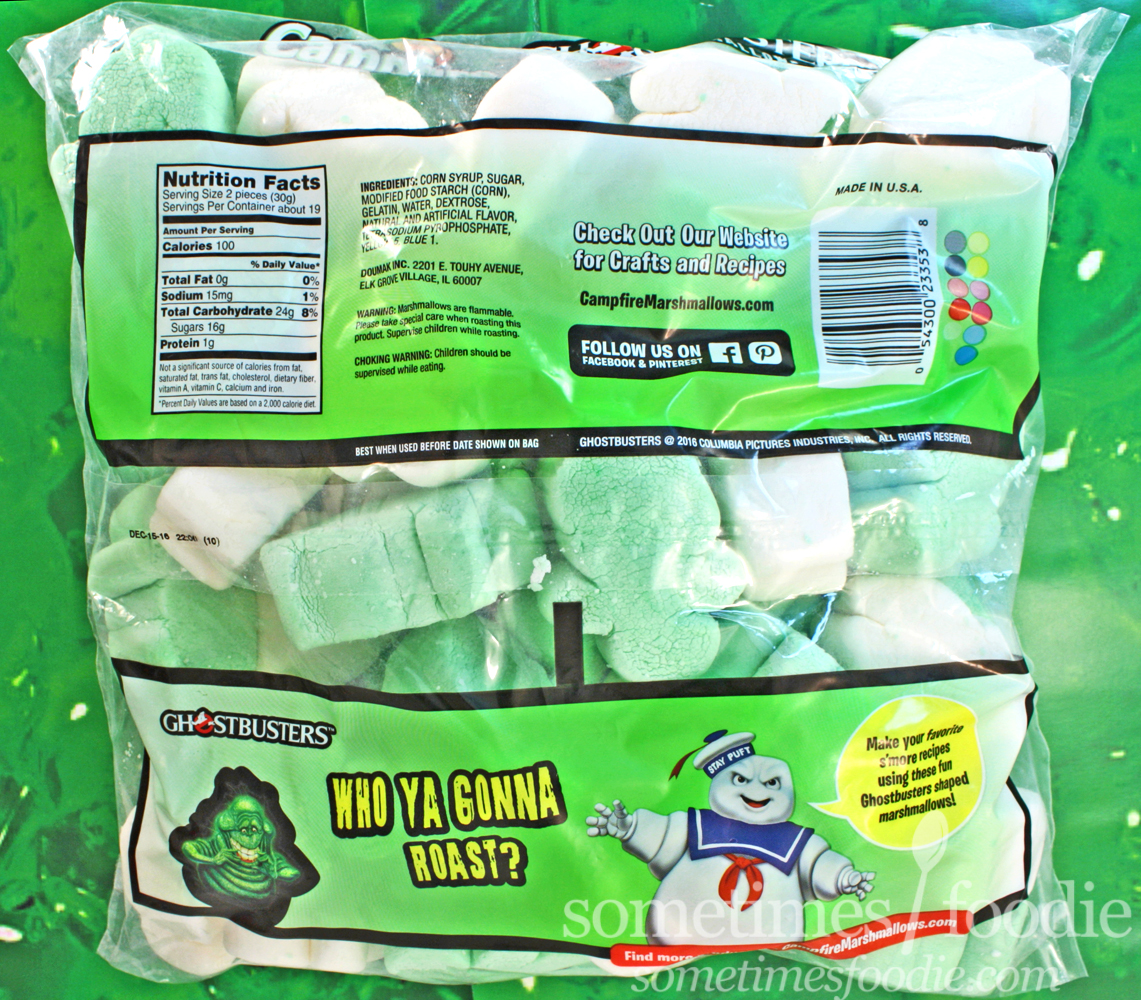 Campfire
Nutrition Facts
Serving Size 2 pieces (30g)
Servings Per Container about 19
Amount Per Serving
Calories 100
% Daily Value*
Total Fat 0g 0%
Sodium 15mg 1%
Total Carbohydrate 24g 8%
Sugars 16g
Protein 1g
Not a significant source of calories from fat,
saturated fat, trans fat, cholesterol, dietary fiber,
vitamin A, vitamin C, calcium and iron.
*Percent Daily Values are based on a 2,000 calorie diet.
INGREDIENTS: CORN SYRUP, SUGAR,
MODIFIED FOOD STARCH (CORN),
GELATIN, WATER, DEXTROSE,
NATURAL AND ARTIFICIAL FLAVOR,
TETRASODIUM PYROPHOSPHATE,
YELLOW 5, BLUE 1.
DOUMAK INC. 2201 E. TOUHY AVENUE,
ELK GROVE VILLAGE, IL 60007
WARNING: Marshmallows are flammable.
Please take special care when roasting this
product. Supervise children while roasting.
CHOKING WARNING: Children should be
supervised while eating.
Check Out Our Website
for Crafts and Recipes
CampfireMarshmallows.com
FOLLOW US ON
FACEBOOK & PINTEREST
MADE IN U.S.A.
0 54300 23353 8
BEST WHEN USED BEFORE DATE SHOWN ON BAG
GHOSTBUSTERS @ 2016 COLUMBIA PICTURES INDUSTRIES, INC. ALL RIGHTS RESERVED.
DEC-15-16 22:06 (10)
GHOSTBUSTERS™
WHO YA GONNA
ROAST?
STAY PUFT
Make your favorite
s'more recipes
using these fun
Ghostbusters shaped
marshmallows!
Find more CampfireMarshmallows.com
sometimes foodie
sometimesfoodie.com